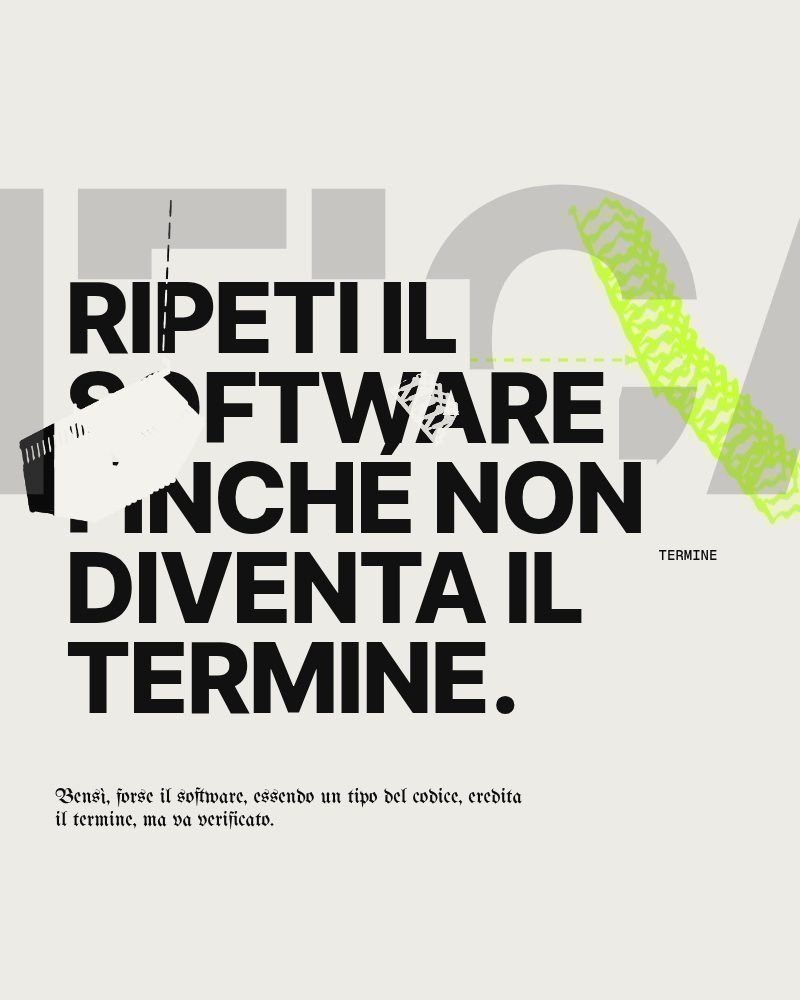 IFICA
RIPETI IL
SOFTWARE
FINCHÉ NON
DIVENTA IL
TERMINE.
TERMINE
Bensì, forse il software, essendo un tipo del codice, eredita
il termine, ma va verificato.